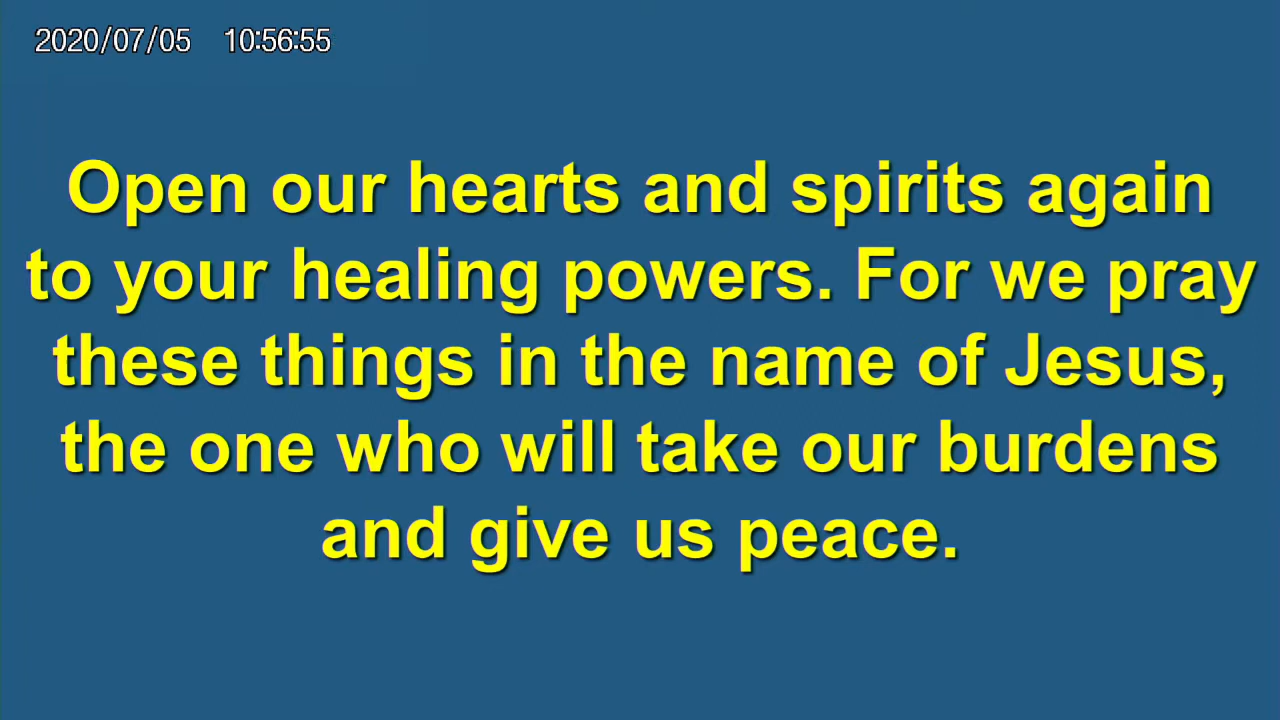 2020/07/05 10:56:55
Open our hearts and spirits again
to your healing powers. For we pray
these things in the name of Jesus,
the one who will take our burdens
and give us peace.